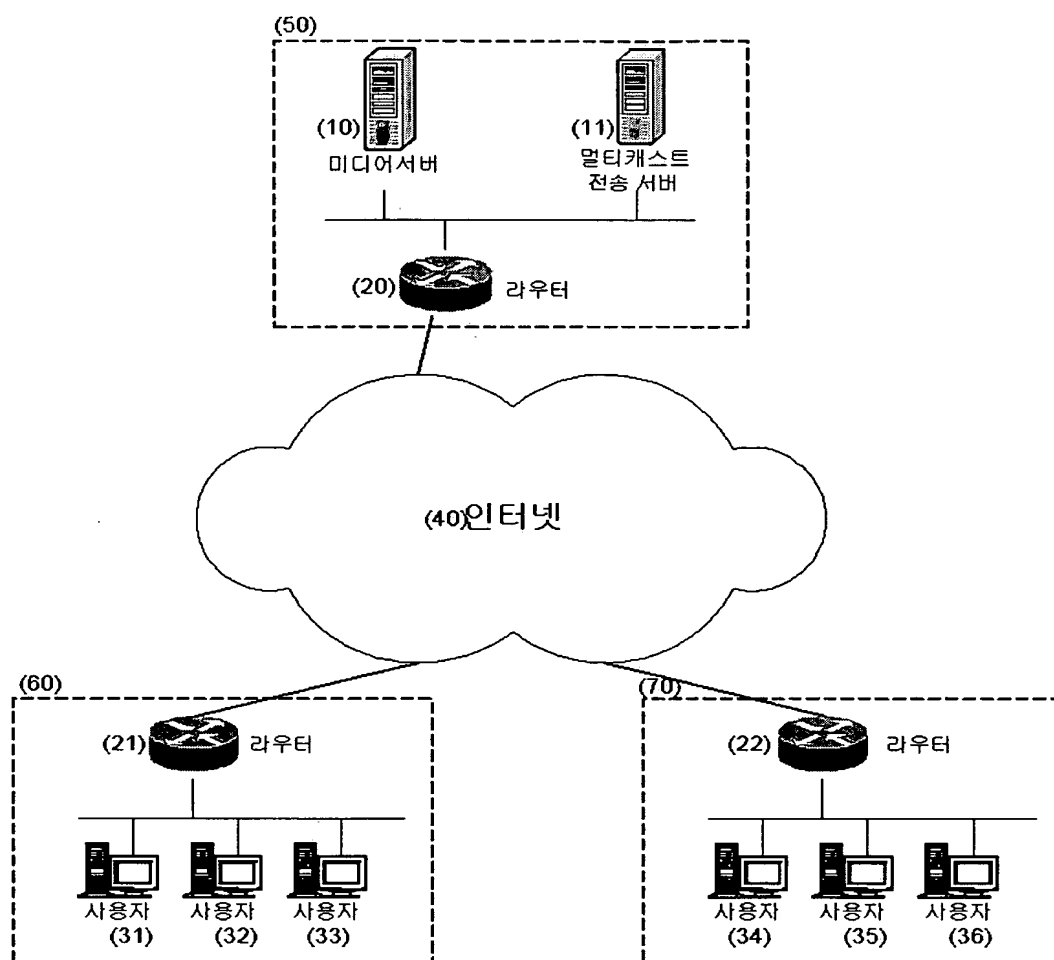 (50)
(10)
미디어서버
(11)
멀티캐스트
전송 서버
(20) 라우터
(40)인터넷
(60)
(21) 라우터
사용자 사용자 사용자
(31) (32) (33)
(70)
(22) 라우터
사용자 사용자 사용자
(34) (35) (36)